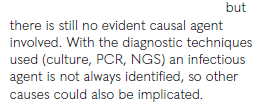 but
there is still no evident causal agent
involved. With the diagnostic techniques
used (culture, PCR, NGS) an infectious
agent is not always identified, so other
causes could also be implicated.